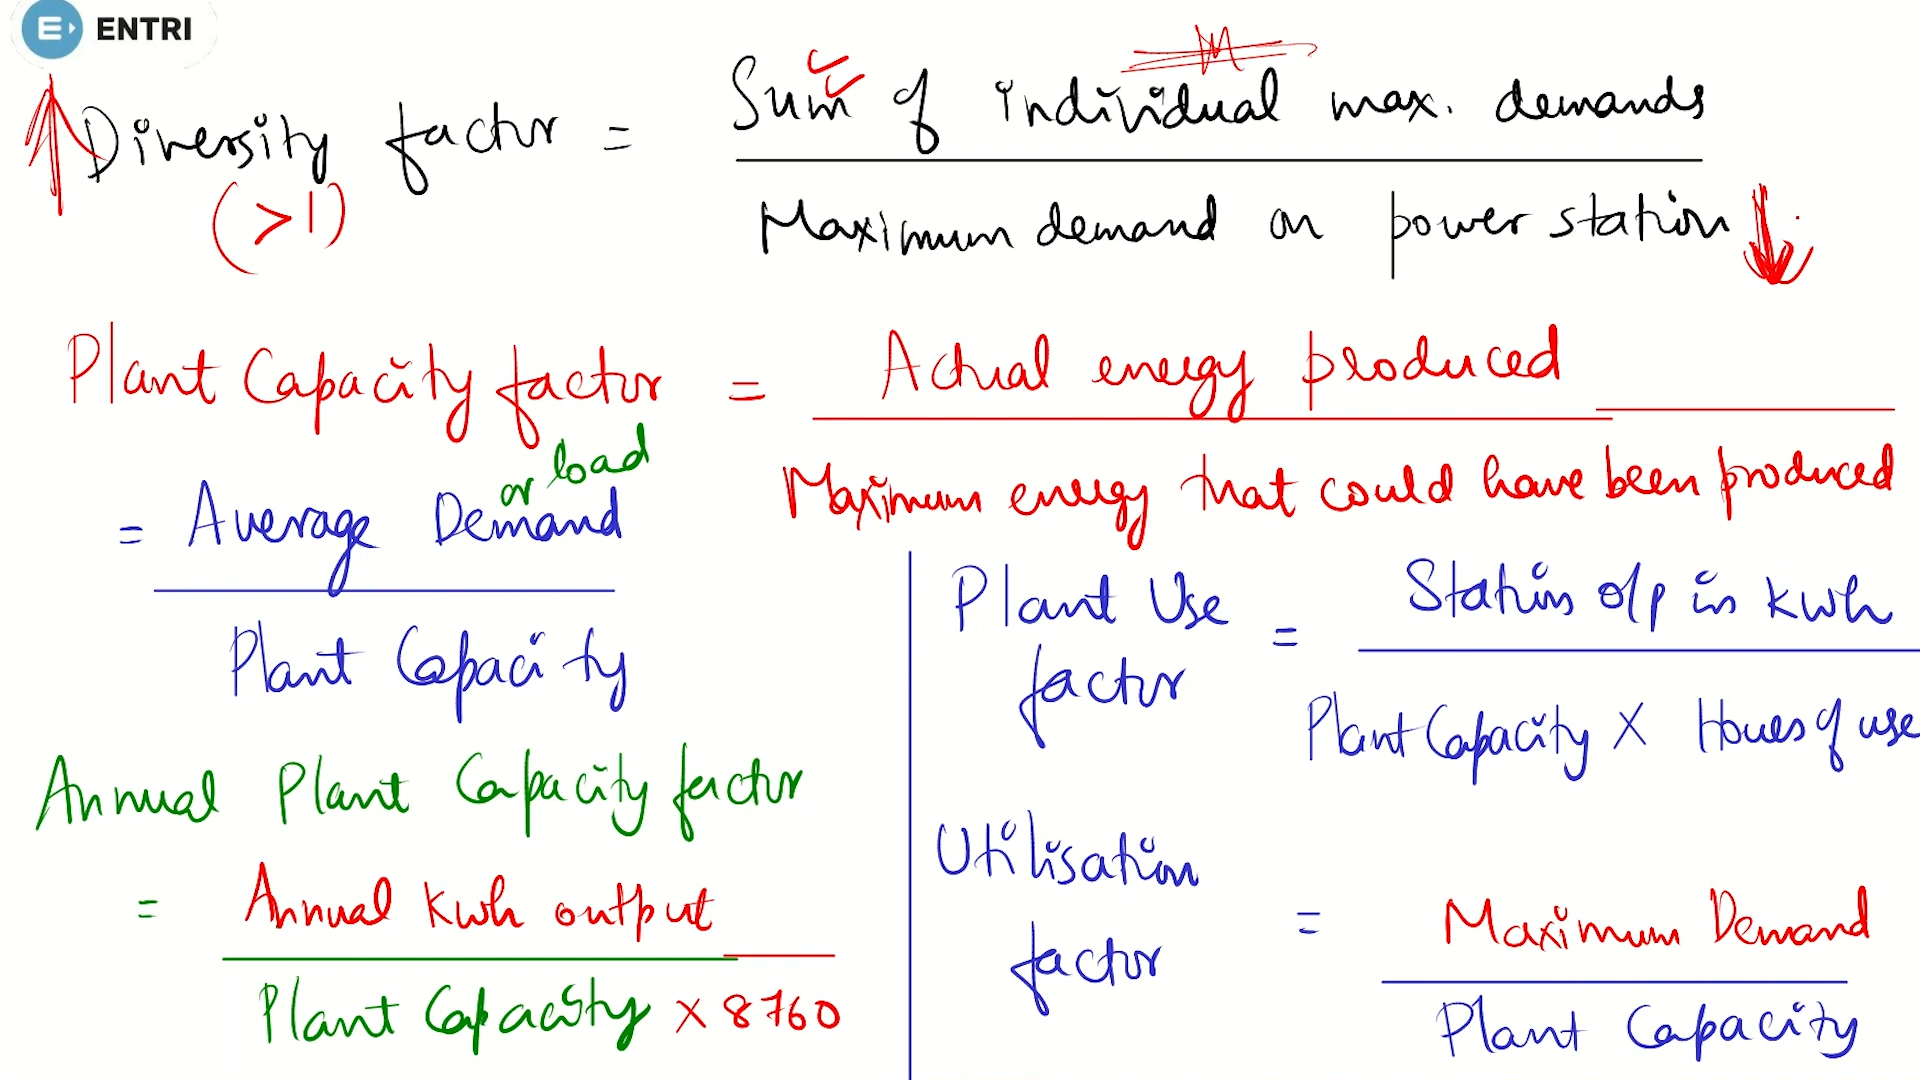 ENTRI
Diversity factor = Sum of individual max. demands
Maximum demand on power station
(>1)
Plant Capacity factor = Actual energy produced
Maximum energy that could have been produced
= Average Demand or load
Plant Capacity
Annual Plant Capacity factor
= Annual kwh output
Plant Capacity × 8760
Plant Use factor = Station o/p in kwh
Plant Capacity × Hours of use
Utilisation factor = Maximum Demand
Plant Capacity